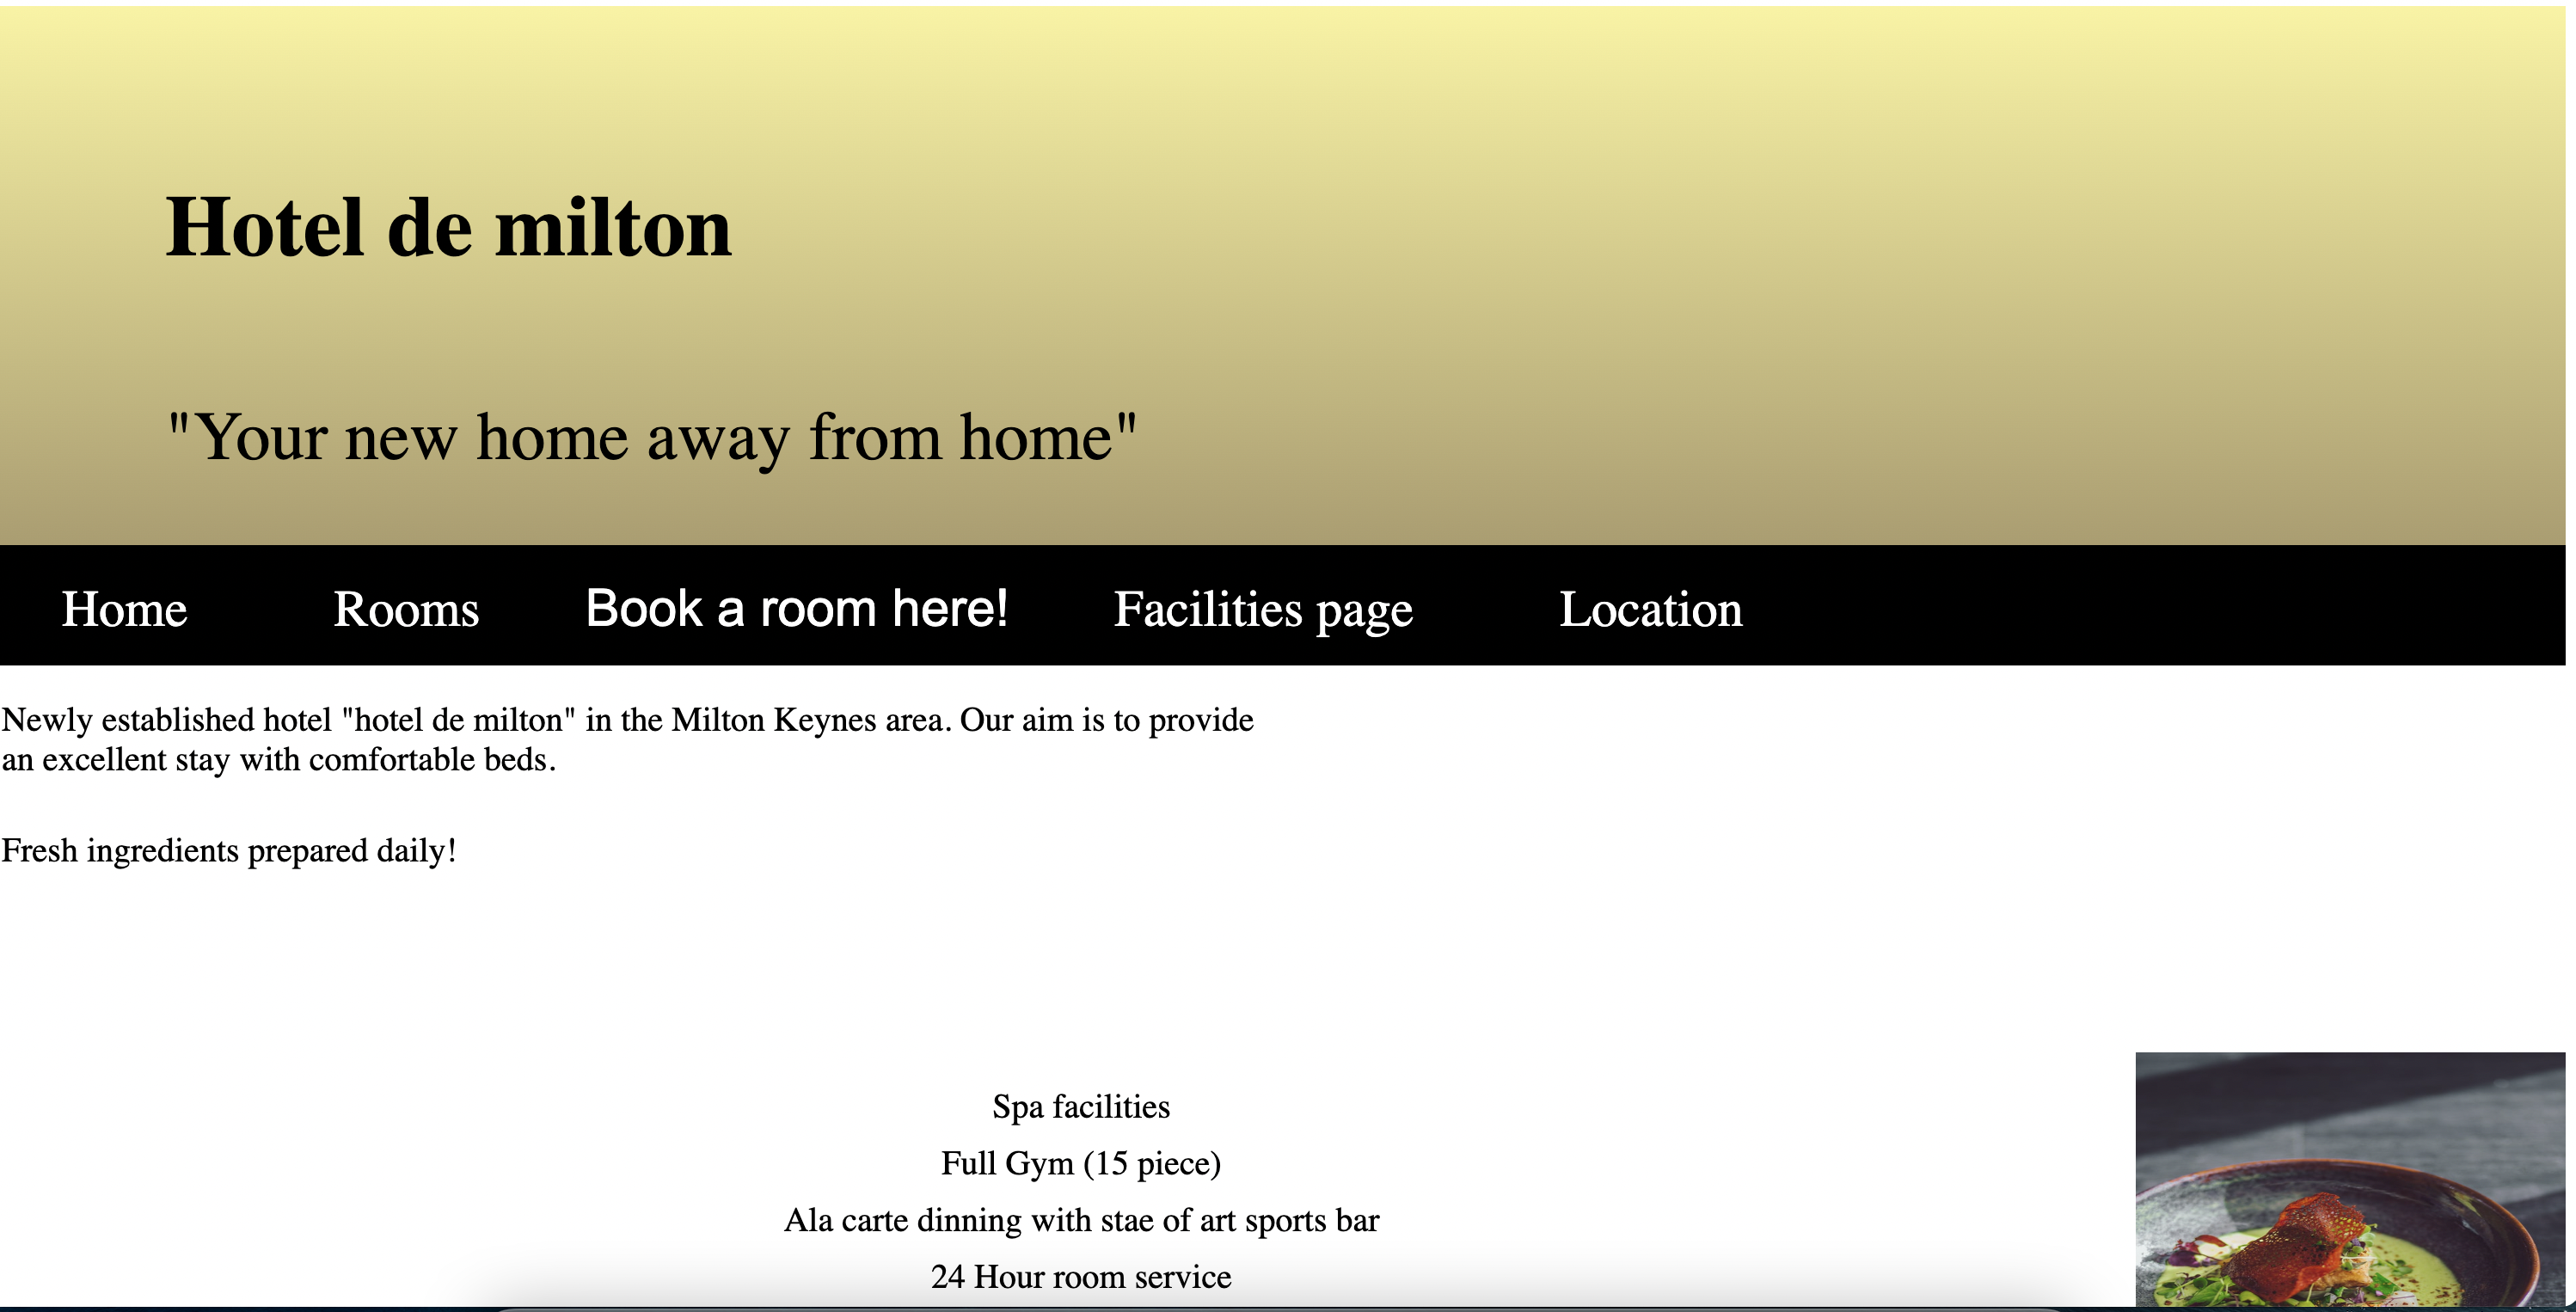 Hotel de milton
"Your new home away from home"
Home Rooms Book a room here! Facilities page Location
Newly established hotel "hotel de milton" in the Milton Keynes area. Our aim is to provide
an excellent stay with comfortable beds.
Fresh ingredients prepared daily!
Spa facilities
Full Gym (15 piece)
Ala carte dinning with stae of art sports bar
24 Hour room service